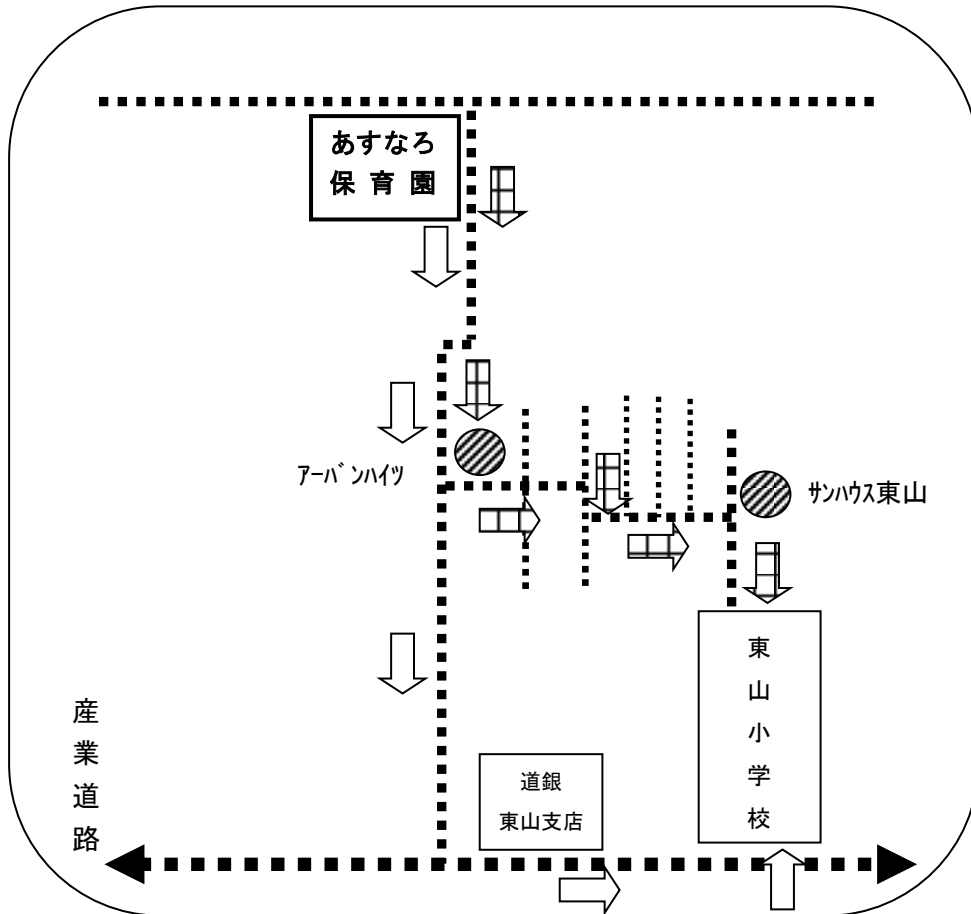 あすなろ
保育園
ｱｰﾊﾞﾝﾊｲﾂ
ｻﾝﾊｳｽ東山
東山小学校
産業道路
道銀
東山支店